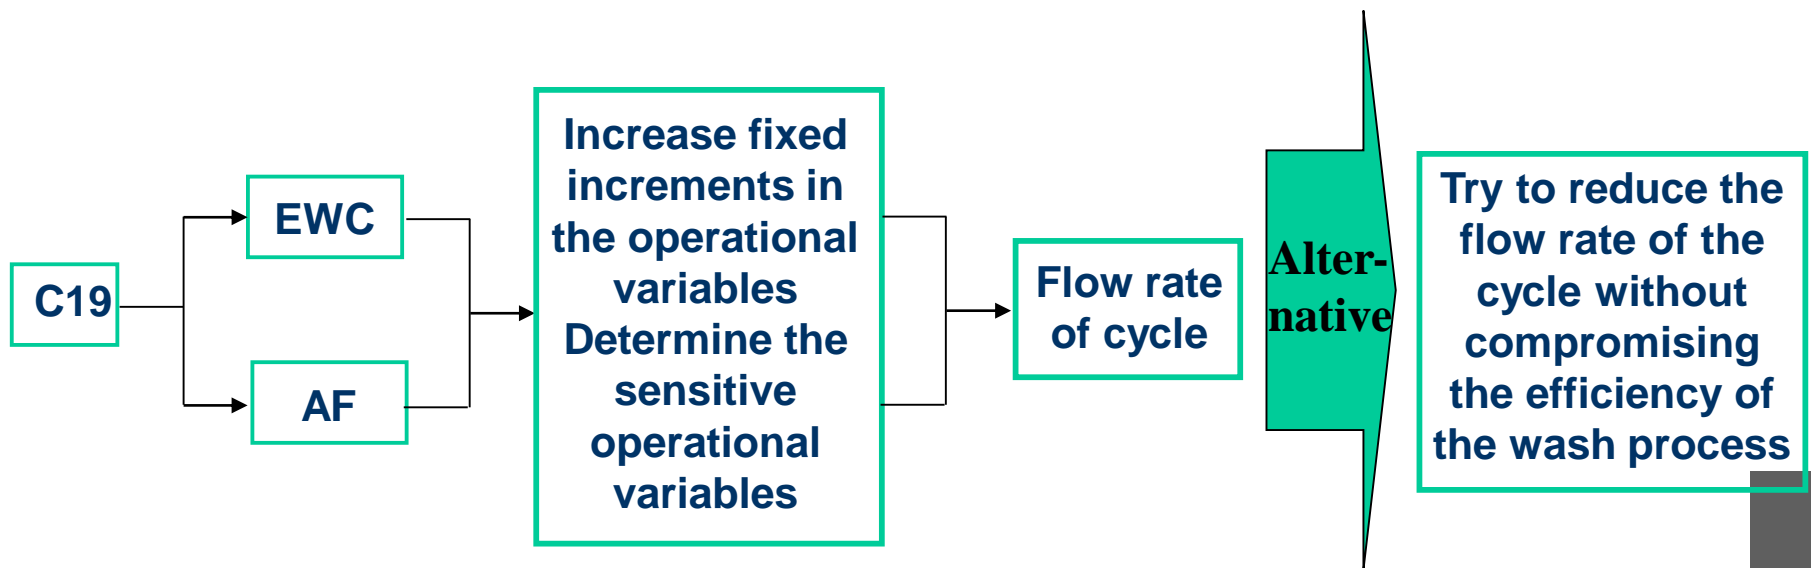 C19
EWC
AF
Increase fixed
increments in
the operational
variables
Determine the
sensitive
operational
variables
Flow rate
of cycle
Alter-
native
Try to reduce the
flow rate of the
cycle without
compromising
the efficiency of
the wash process